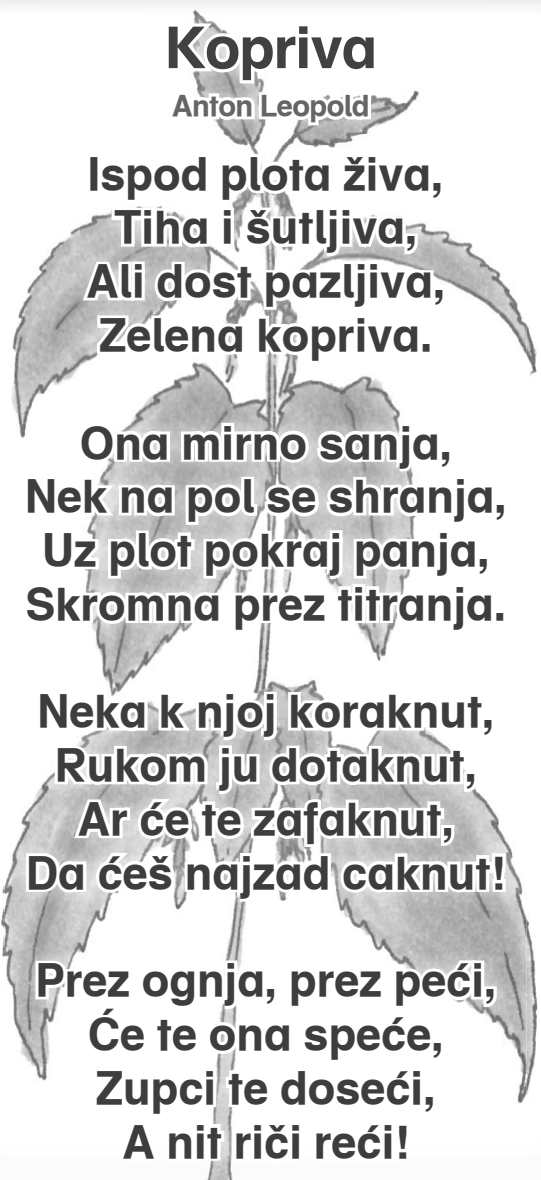 Kopriva
Anton Leopold
Ispod plota živa,
Tiha i šutljiva,
Ali dost pazljiva,
Zelena kopriva.
Ona mirno sanja,
Nek na pol se shranja,
Uz plot pokraj panja,
Skromna prez titranja.
Neka k njoj koraknut,
Rukom ju dotaknut,
Ar će te zafaknut,
Da ćeš najzad caknut!
Prez ognja, prez peći,
Će te ona speće,
Zupci te doseći,
A nit riči reći!